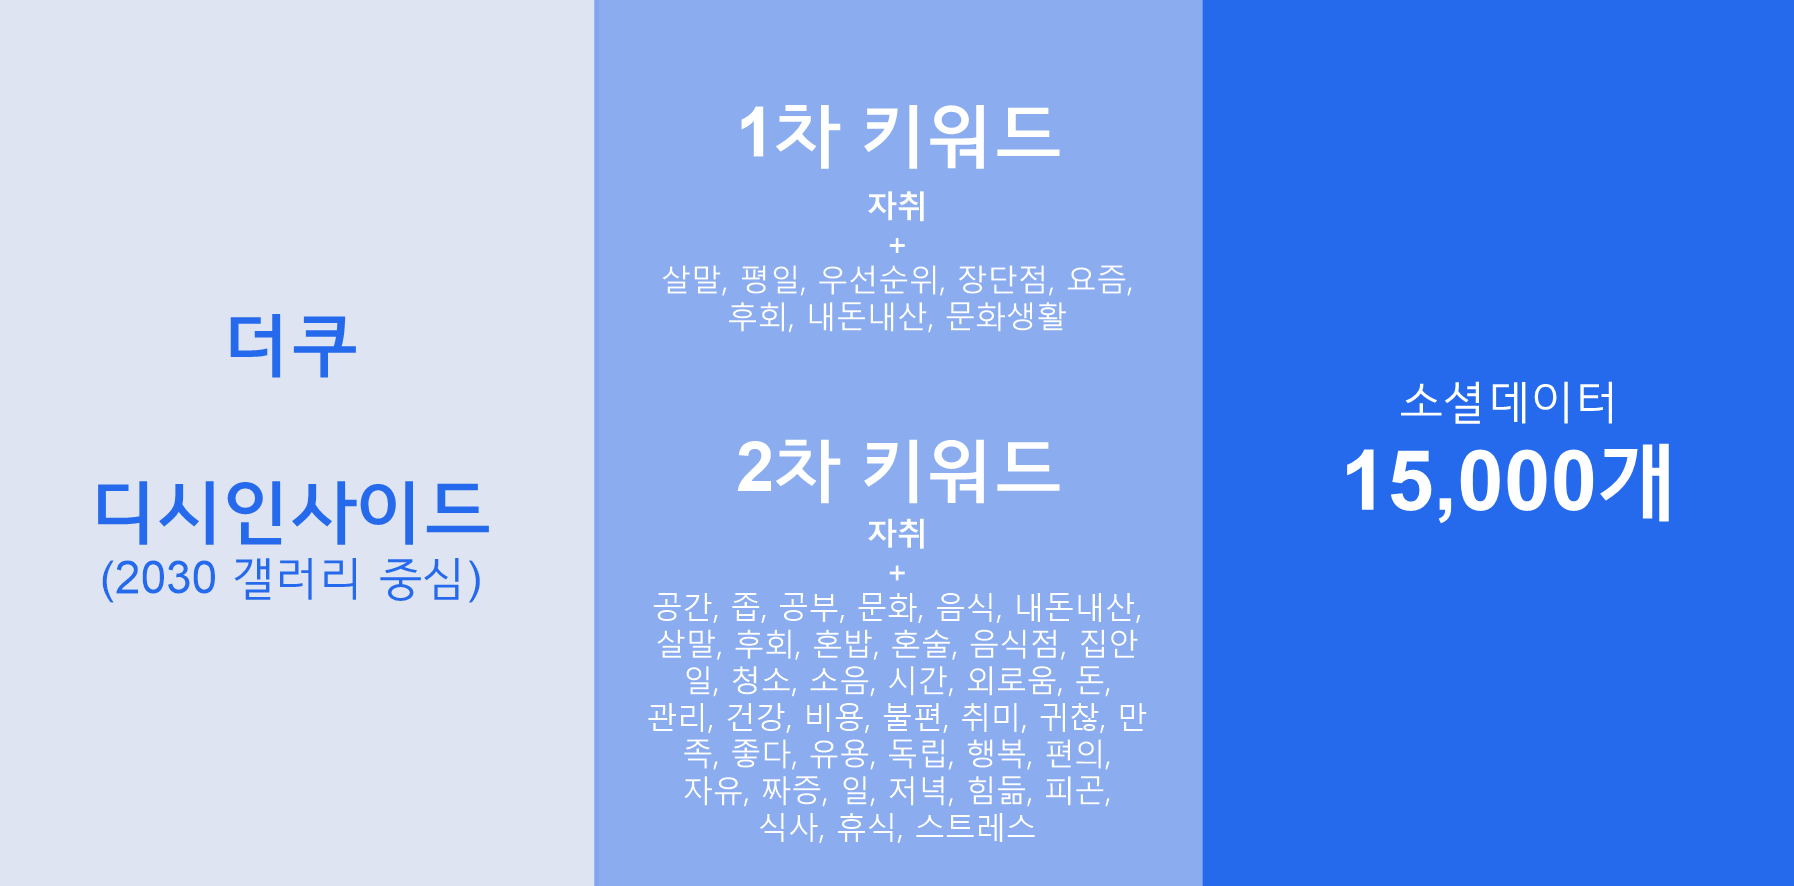 더쿠
디시인사이드
(2030 갤러리 중심)
1차 키워드
자취
+
살말, 평일, 우선순위, 장단점, 요즘,
후회, 내돈내산, 문화생활
2차 키워드
자취
+
공간, 좁, 공부, 문화, 음식, 내돈내산,
살말, 후회, 혼밥, 혼술, 음식점, 집안
일, 청소, 소음, 시간, 외로움, 돈,
관리, 건강, 비용, 불편, 취미, 귀찮, 만
족, 좋다, 유용, 독립, 행복, 편의,
자유, 짜증, 일, 저녁, 힘듦, 피곤,
식사, 휴식, 스트레스
소셜데이터
15,000개